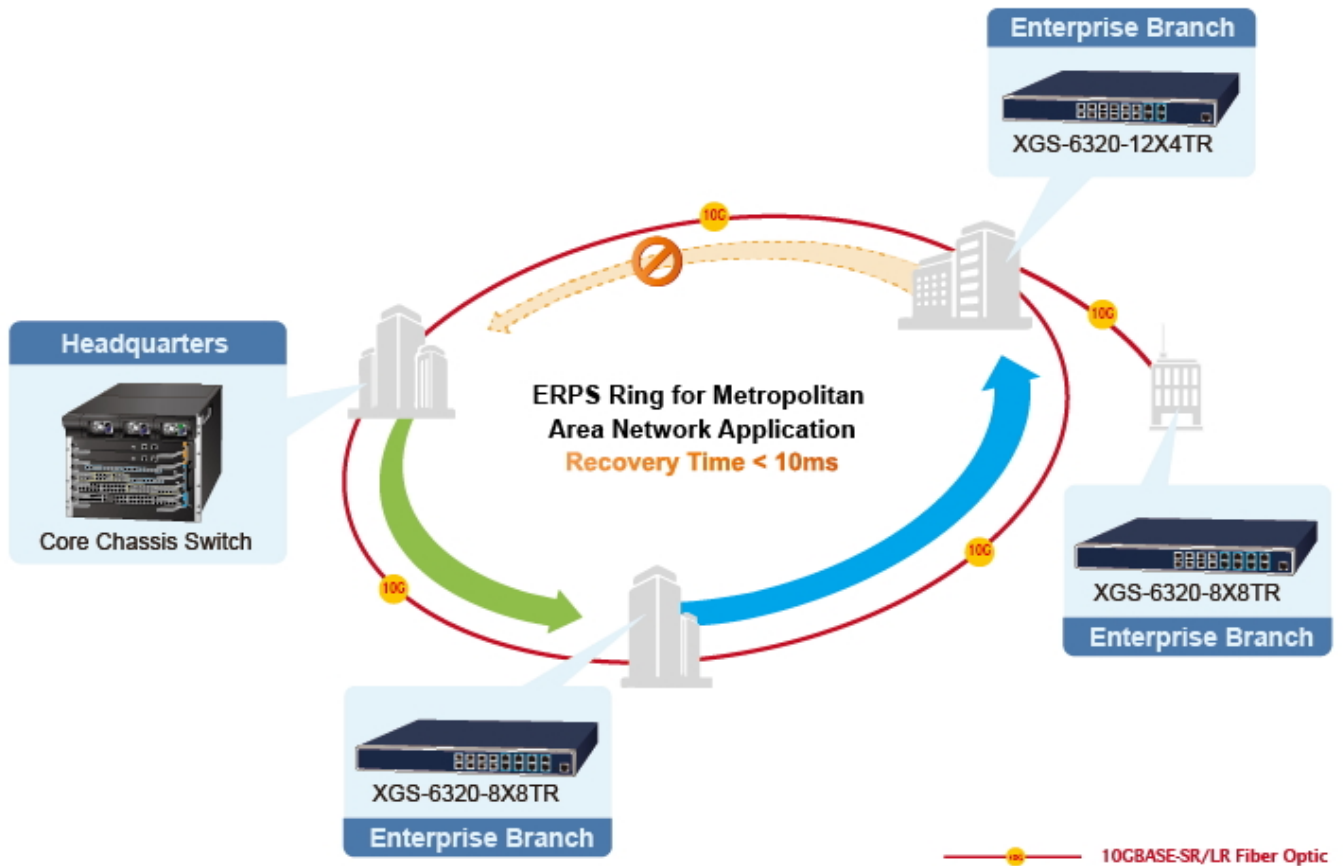 Enterprise Branch
XGS-6320-12X4TR
10G
10G
Headquarters
Core Chassis Switch
ERPS Ring for Metropolitan
Area Network Application
Recovery Time < 10ms
10G
10G
XGS-6320-8X8TR
Enterprise Branch
XGS-6320-8X8TR
Enterprise Branch
10G
10GBASE-SR/LR Fiber Optic